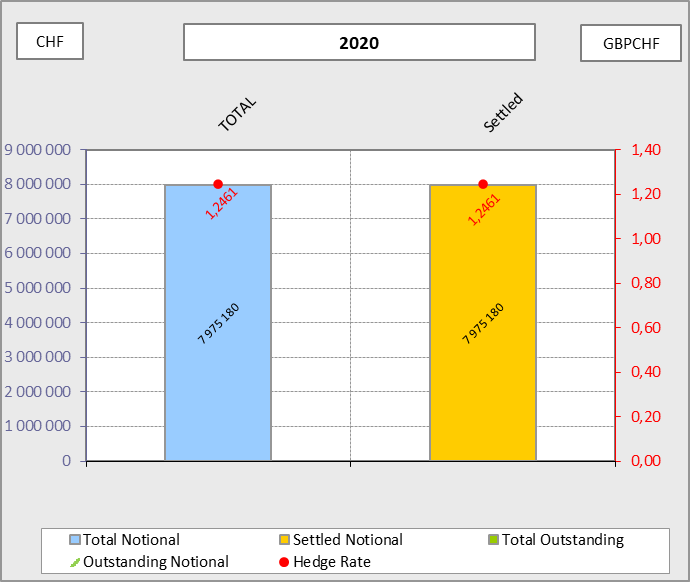 CHF
2020
GBPCHF
TOTAL
Settled
9 000 000
8 000 000
7 000 000
6 000 000
5 000 000
4 000 000
3 000 000
2 000 000
1 000 000
0
1,2461
7 975 180
1,2461
7 975 180
1,40
1,20
1,00
0,80
0,60
0,40
0,20
0,00
Total Notional
Settled Notional
Total Outstanding
Outstanding Notional
Hedge Rate